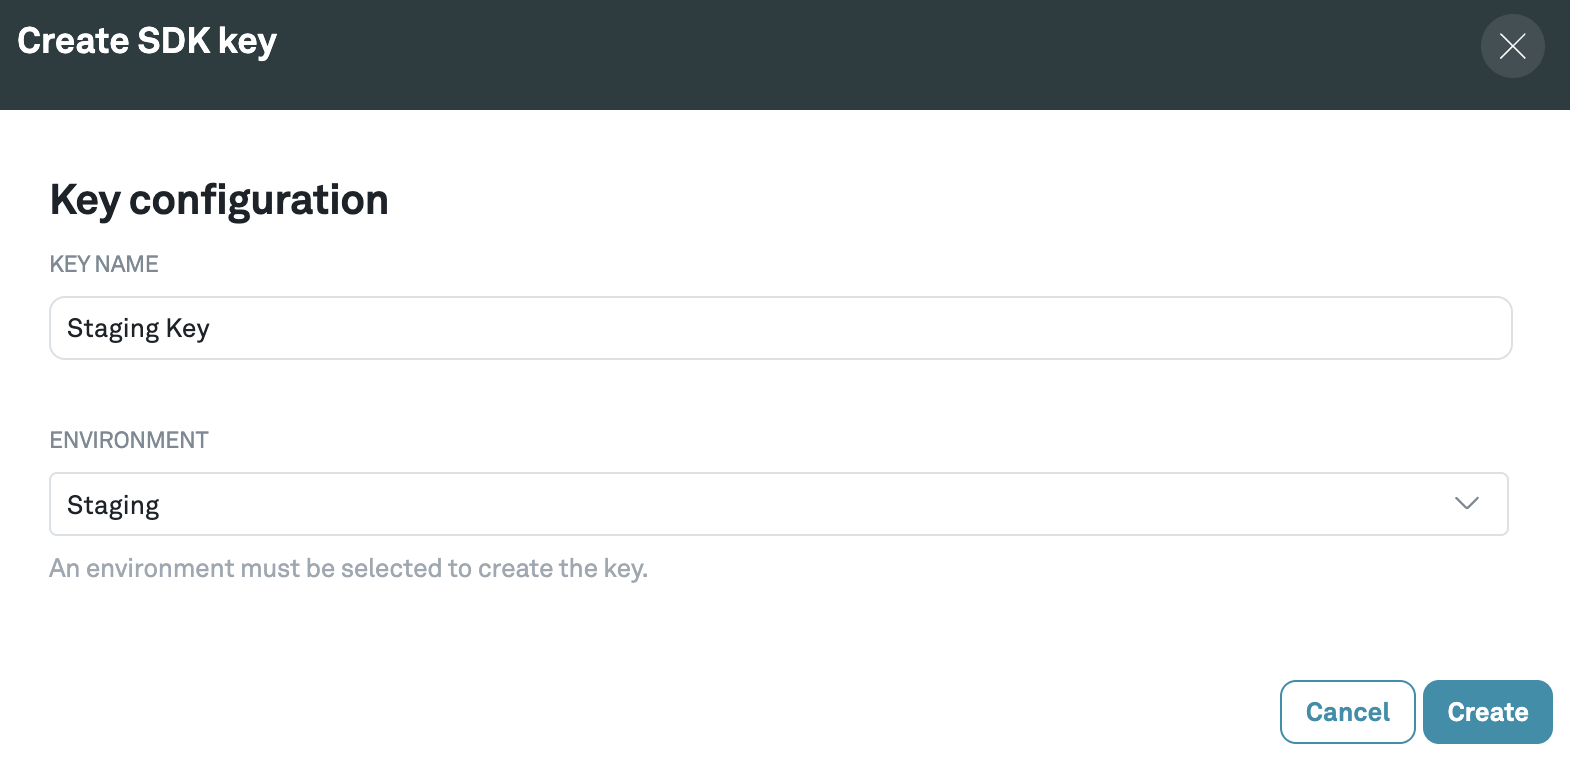 Create SDK key
Key configuration
KEY NAME
Staging Key
ENVIRONMENT
Staging
An environment must be selected to create the key.
Cancel Create